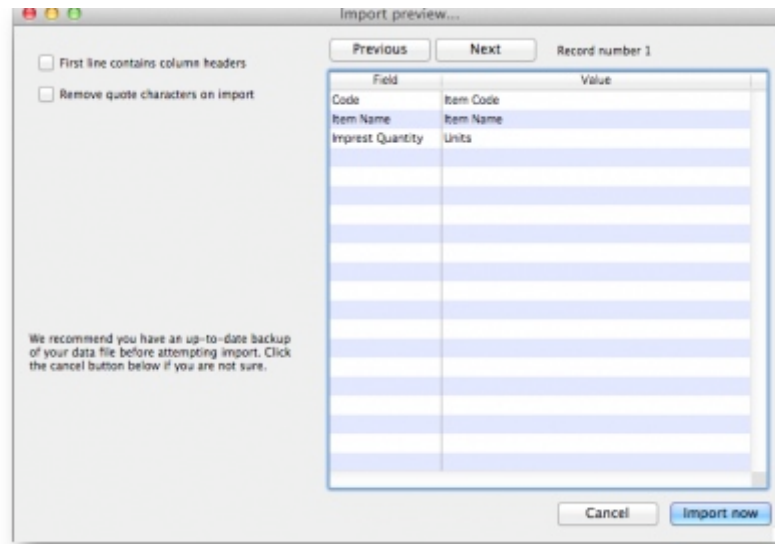 Import preview...
First line contains column headers
Remove quote characters on import
Previous Next Record number 1
Field Value
Code Item Code
Item Name Item Name
Imprest Quantity Units
We recommend you have an up-to-date backup
of your data file before attempting import. Click
the cancel button below if you are not sure.
Cancel Import now